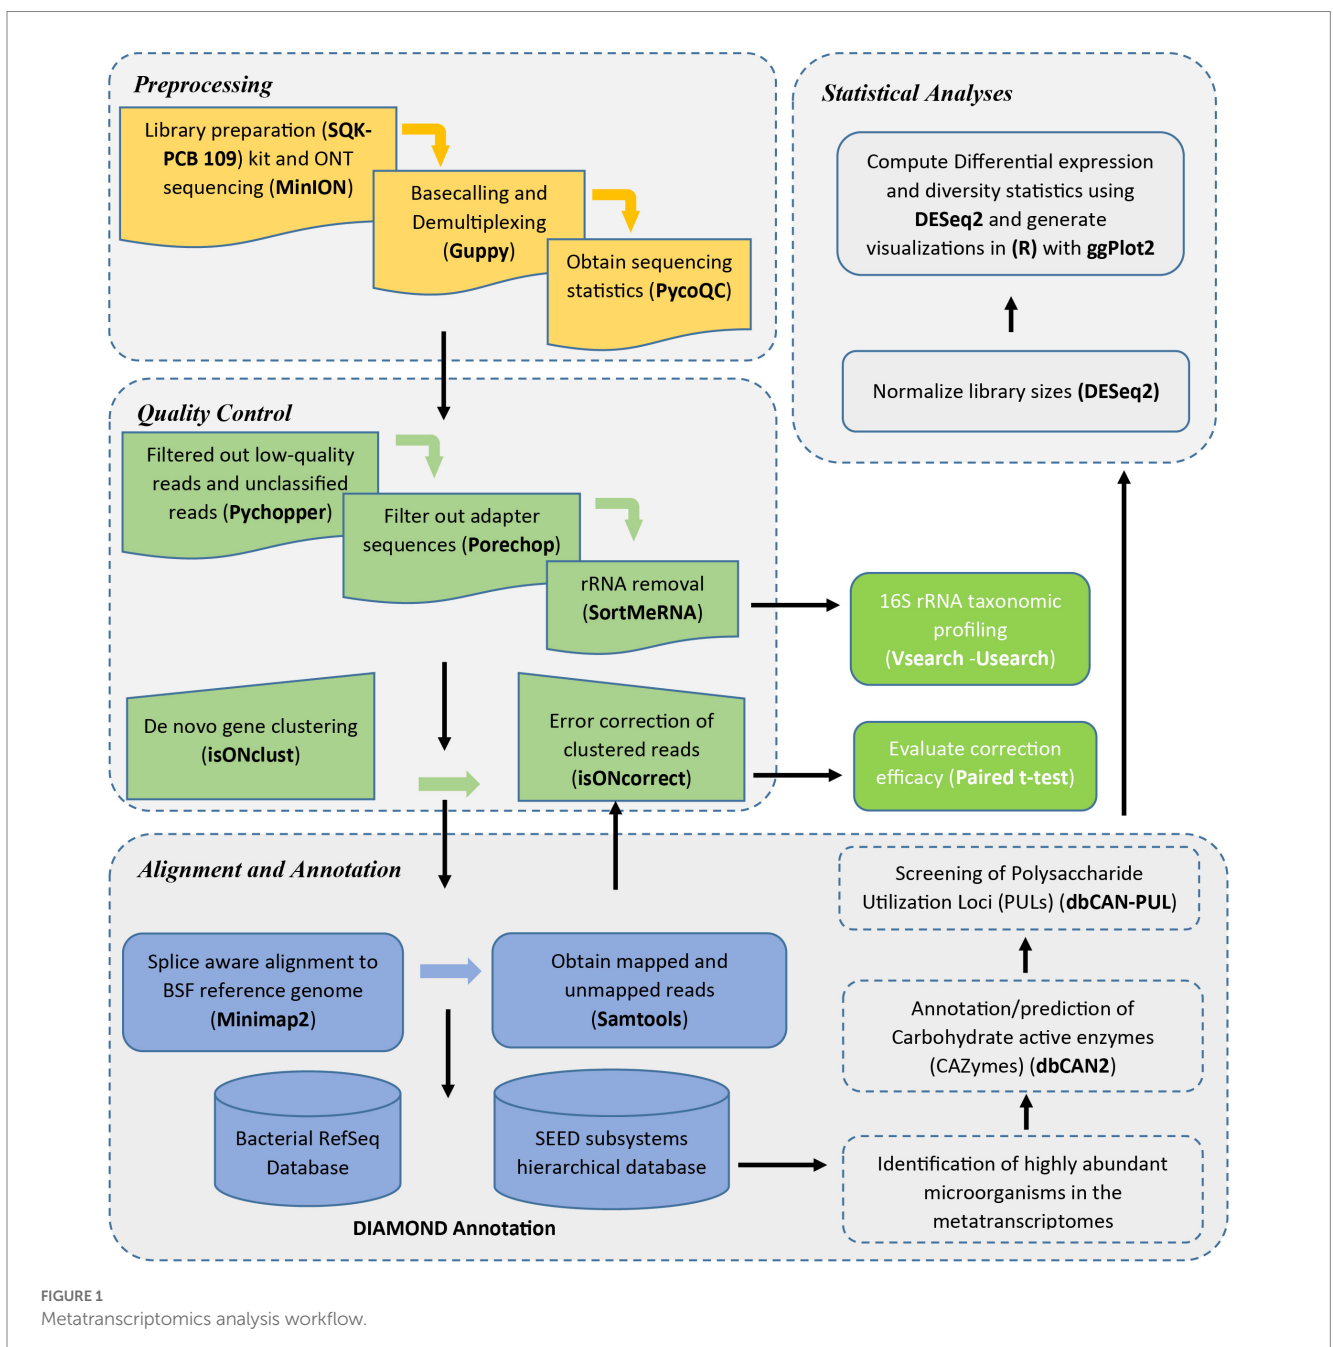 Preprocessing
Library preparation (SQK-
PCB 109) kit and ONT
sequencing (MinION)
Basecalling and
Demultiplexing
(Guppy)
Obtain sequencing
statistics (PycoQC)
Quality Control
Filtered out low-quality
reads and unclassified
reads (Pychopper)
Filter out adapter
sequences (Porechop)
rRNA removal
(SortMeRNA)
De novo gene clustering
(isONclust)
Error correction of
clustered reads
(isONcorrect)
16S rRNA taxonomic
profiling
(Vsearch -Usearch)
Evaluate correction
efficacy (Paired t-test)
Alignment and Annotation
Splice aware alignment to
BSF reference genome
(Minimap2)
Obtain mapped and
unmapped reads
(Samtools)
Bacterial RefSeq
Database
SEED subsystems
hierarchical database
DIAMOND Annotation
Identification of highly abundant
microorganisms in the
metatranscriptomes
Annotation/prediction of
Carbohydrate active enzymes
(CAZymes) (dbCAN2)
Screening of Polysaccharide
Utilization Loci (PULs) (dbCAN-PUL)
Statistical Analyses
Compute Differential expression
and diversity statistics using
DESeq2 and generate
visualizations in (R) with ggPlot2
Normalize library sizes (DESeq2)
FIGURE 1
Metatranscriptomics analysis workflow.